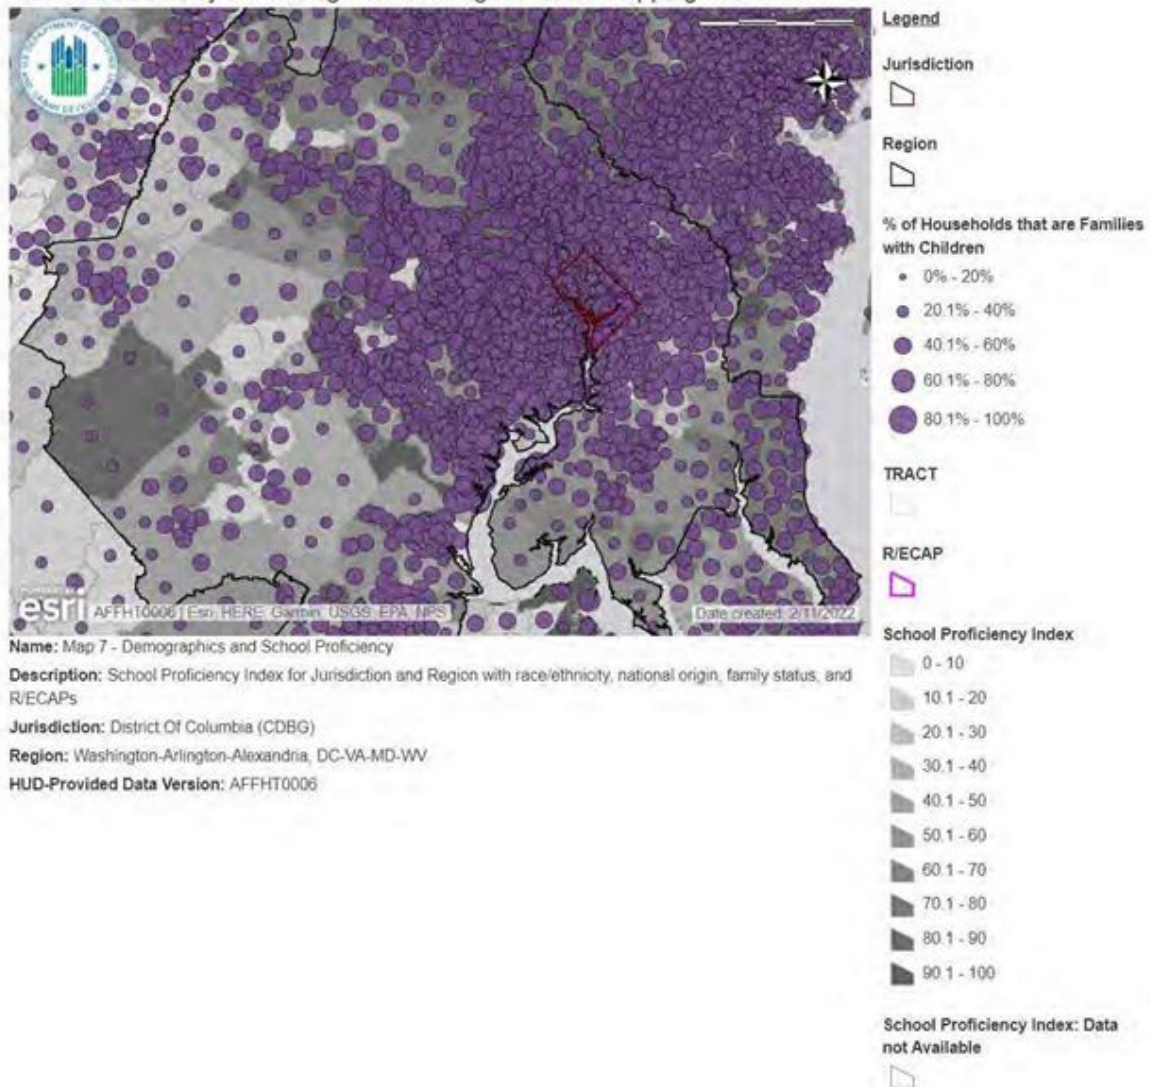 Legend
Jurisdiction
Region
% of Households that are Families
with Children
0% - 20%
20.1% - 40%
40.1% - 60%
60.1% - 80%
80.1% - 100%
TRACT
R/ECAP
School Proficiency Index
0 - 10
10.1 - 20
20.1 - 30
30.1 - 40
40.1 - 50
50.1 - 60
60.1 - 70
70.1 - 80
80.1 - 90
90.1 - 100
School Proficiency Index: Data
not Available
esri
AFFHT0006 | Esri, HERE, Garmin, USGS, EPA, NPS
Date created: 2/11/2022
Name: Map 7 - Demographics and School Proficiency
Description: School Proficiency Index for Jurisdiction and Region with race/ethnicity, national origin, family status, and
R/ECAPs
Jurisdiction: District Of Columbia (CDBG)
Region: Washington-Arlington-Alexandria, DC-VA-MD-WV
HUD-Provided Data Version: AFFHT0006